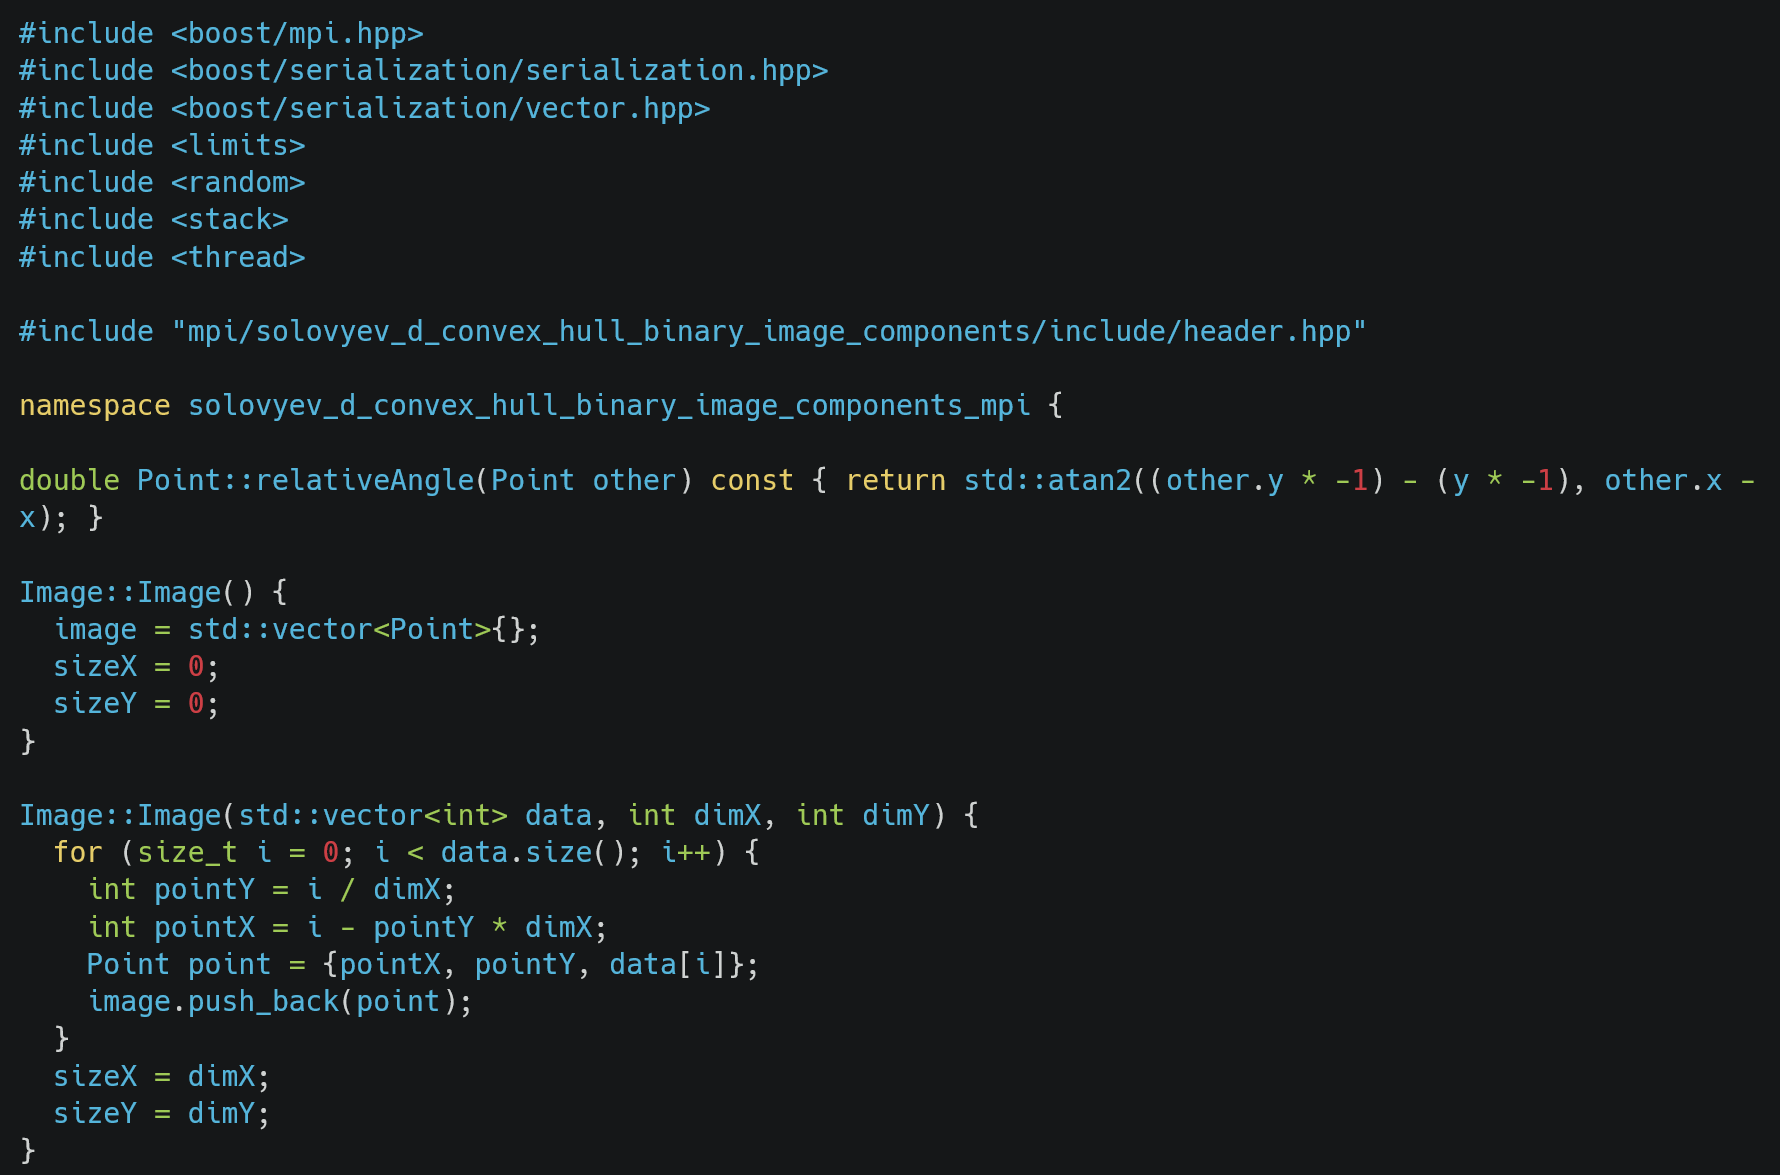 #include <boost/mpi.hpp>
#include <boost/serialization/serialization.hpp>
#include <boost/serialization/vector.hpp>
#include <limits>
#include <random>
#include <stack>
#include <thread>

#include "mpi/solovyev_d_convex_hull_binary_image_components/include/header.hpp"

namespace solovyev_d_convex_hull_binary_image_components_mpi {

double Point::relativeAngle(Point other) const { return std::atan2((other.y * -1) - (y * -1), other.x -
x); }

Image::Image() {
  image = std::vector<Point>{};
  sizeX = 0;
  sizeY = 0;
}

Image::Image(std::vector<int> data, int dimX, int dimY) {
  for (size_t i = 0; i < data.size(); i++) {
    int pointY = i / dimX;
    int pointX = i - pointY * dimX;
    Point point = {pointX, pointY, data[i]};
    image.push_back(point);
  }
  sizeX = dimX;
  sizeY = dimY;
}